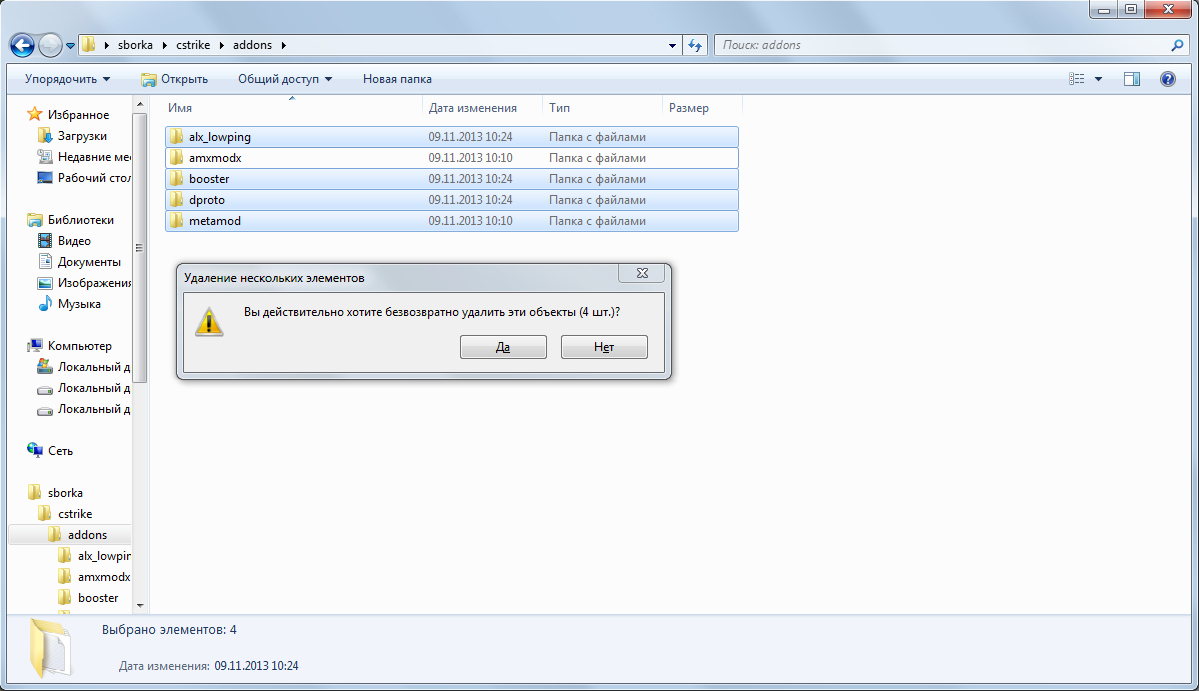 sborka cstrike addons
Поиск: addons
Упорядочить Открыть Общий доступ Новая папка
Имя Дата изменения Тип Размер
alx_lowping 09.11.2013 10:24 Папка с файлами
amxmodx 09.11.2013 10:10 Папка с файлами
booster 09.11.2013 10:24 Папка с файлами
dproto 09.11.2013 10:24 Папка с файлами
metamod 09.11.2013 10:10 Папка с файлами
Удаление нескольких элементов
Вы действительно хотите безвозвратно удалить эти объекты (4 шт.)?
Да Нет
Избранное
Загрузки
Недавние ме
Рабочий стол
Библиотеки
Видео
Документы
Изображения
Музыка
Компьютер
Локальный д
Локальный д
Локальный д
Сеть
sborka
cstrike
addons
alx_lowpin
amxmodx
booster
Выбрано элементов: 4
Дата изменения: 09.11.2013 10:24